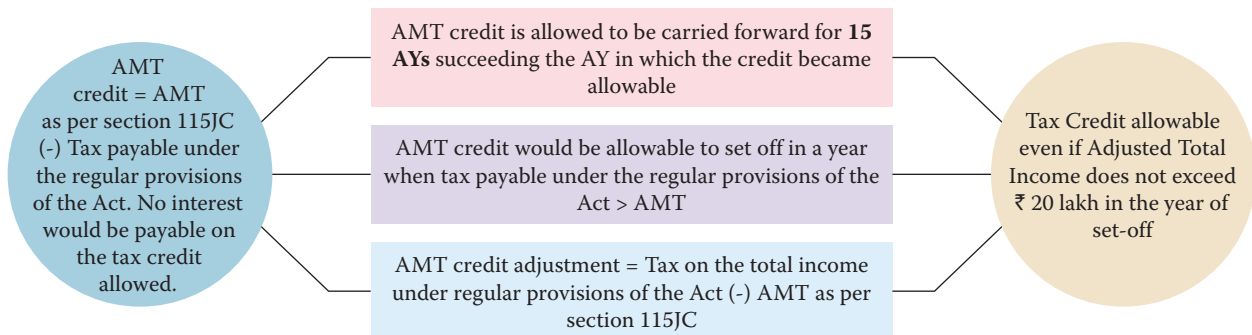 AMT
credit = AMT
as per section 115JC
(-) Tax payable under
the regular provisions
of the Act. No interest
would be payable on
the tax credit
allowed.
AMT credit is allowed to be carried forward for 15
AYs succeeding the AY in which the credit became
allowable
AMT credit would be allowable to set off in a year
when tax payable under the regular provisions of the
Act > AMT
AMT credit adjustment = Tax on the total income
under regular provisions of the Act (-) AMT as per
section 115JC
Tax Credit allowable
even if Adjusted Total
Income does not exceed
₹ 20 lakh in the year of
set-off